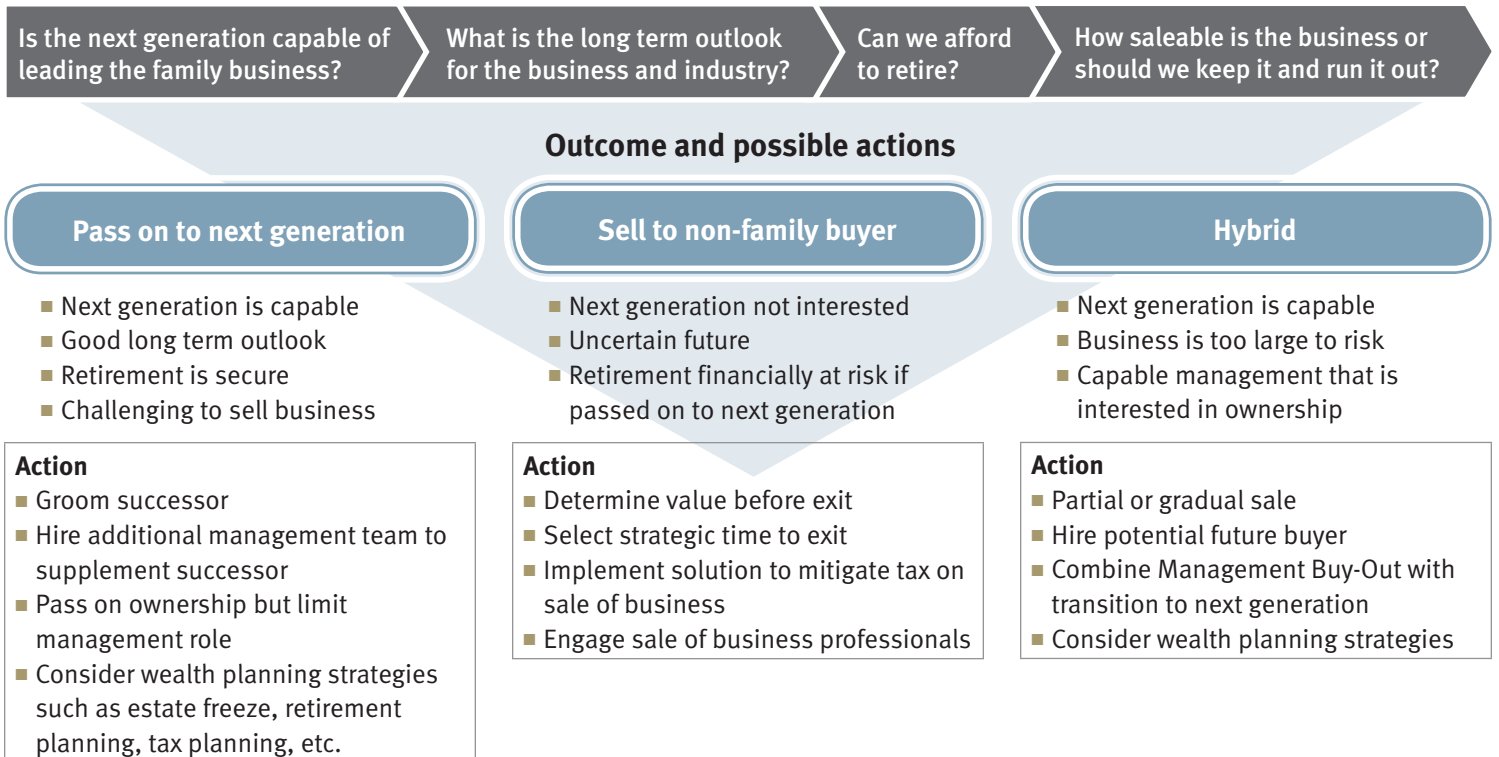 Is the next generation capable of
leading the family business?
What is the long term outlook
for the business and industry?
Can we afford
to retire?
How saleable is the business or
should we keep it and run it out?
Outcome and possible actions
Pass on to next generation
■ Next generation is capable
■ Good long term outlook
■ Retirement is secure
■ Challenging to sell business
Action
■ Groom successor
■ Hire additional management team to
supplement successor
■ Pass on ownership but limit
management role
■ Consider wealth planning strategies
such as estate freeze, retirement
planning, tax planning, etc.
Sell to non-family buyer
■ Next generation not interested
■ Uncertain future
■ Retirement financially at risk if
passed on to next generation
Action
■ Determine value before exit
■ Select strategic time to exit
■ Implement solution to mitigate tax on
sale of business
■ Engage sale of business professionals
Hybrid
■ Next generation is capable
■ Business is too large to risk
■ Capable management that is
interested in ownership
Action
■ Partial or gradual sale
■ Hire potential future buyer
■ Combine Management Buy-Out with
transition to next generation
■ Consider wealth planning strategies